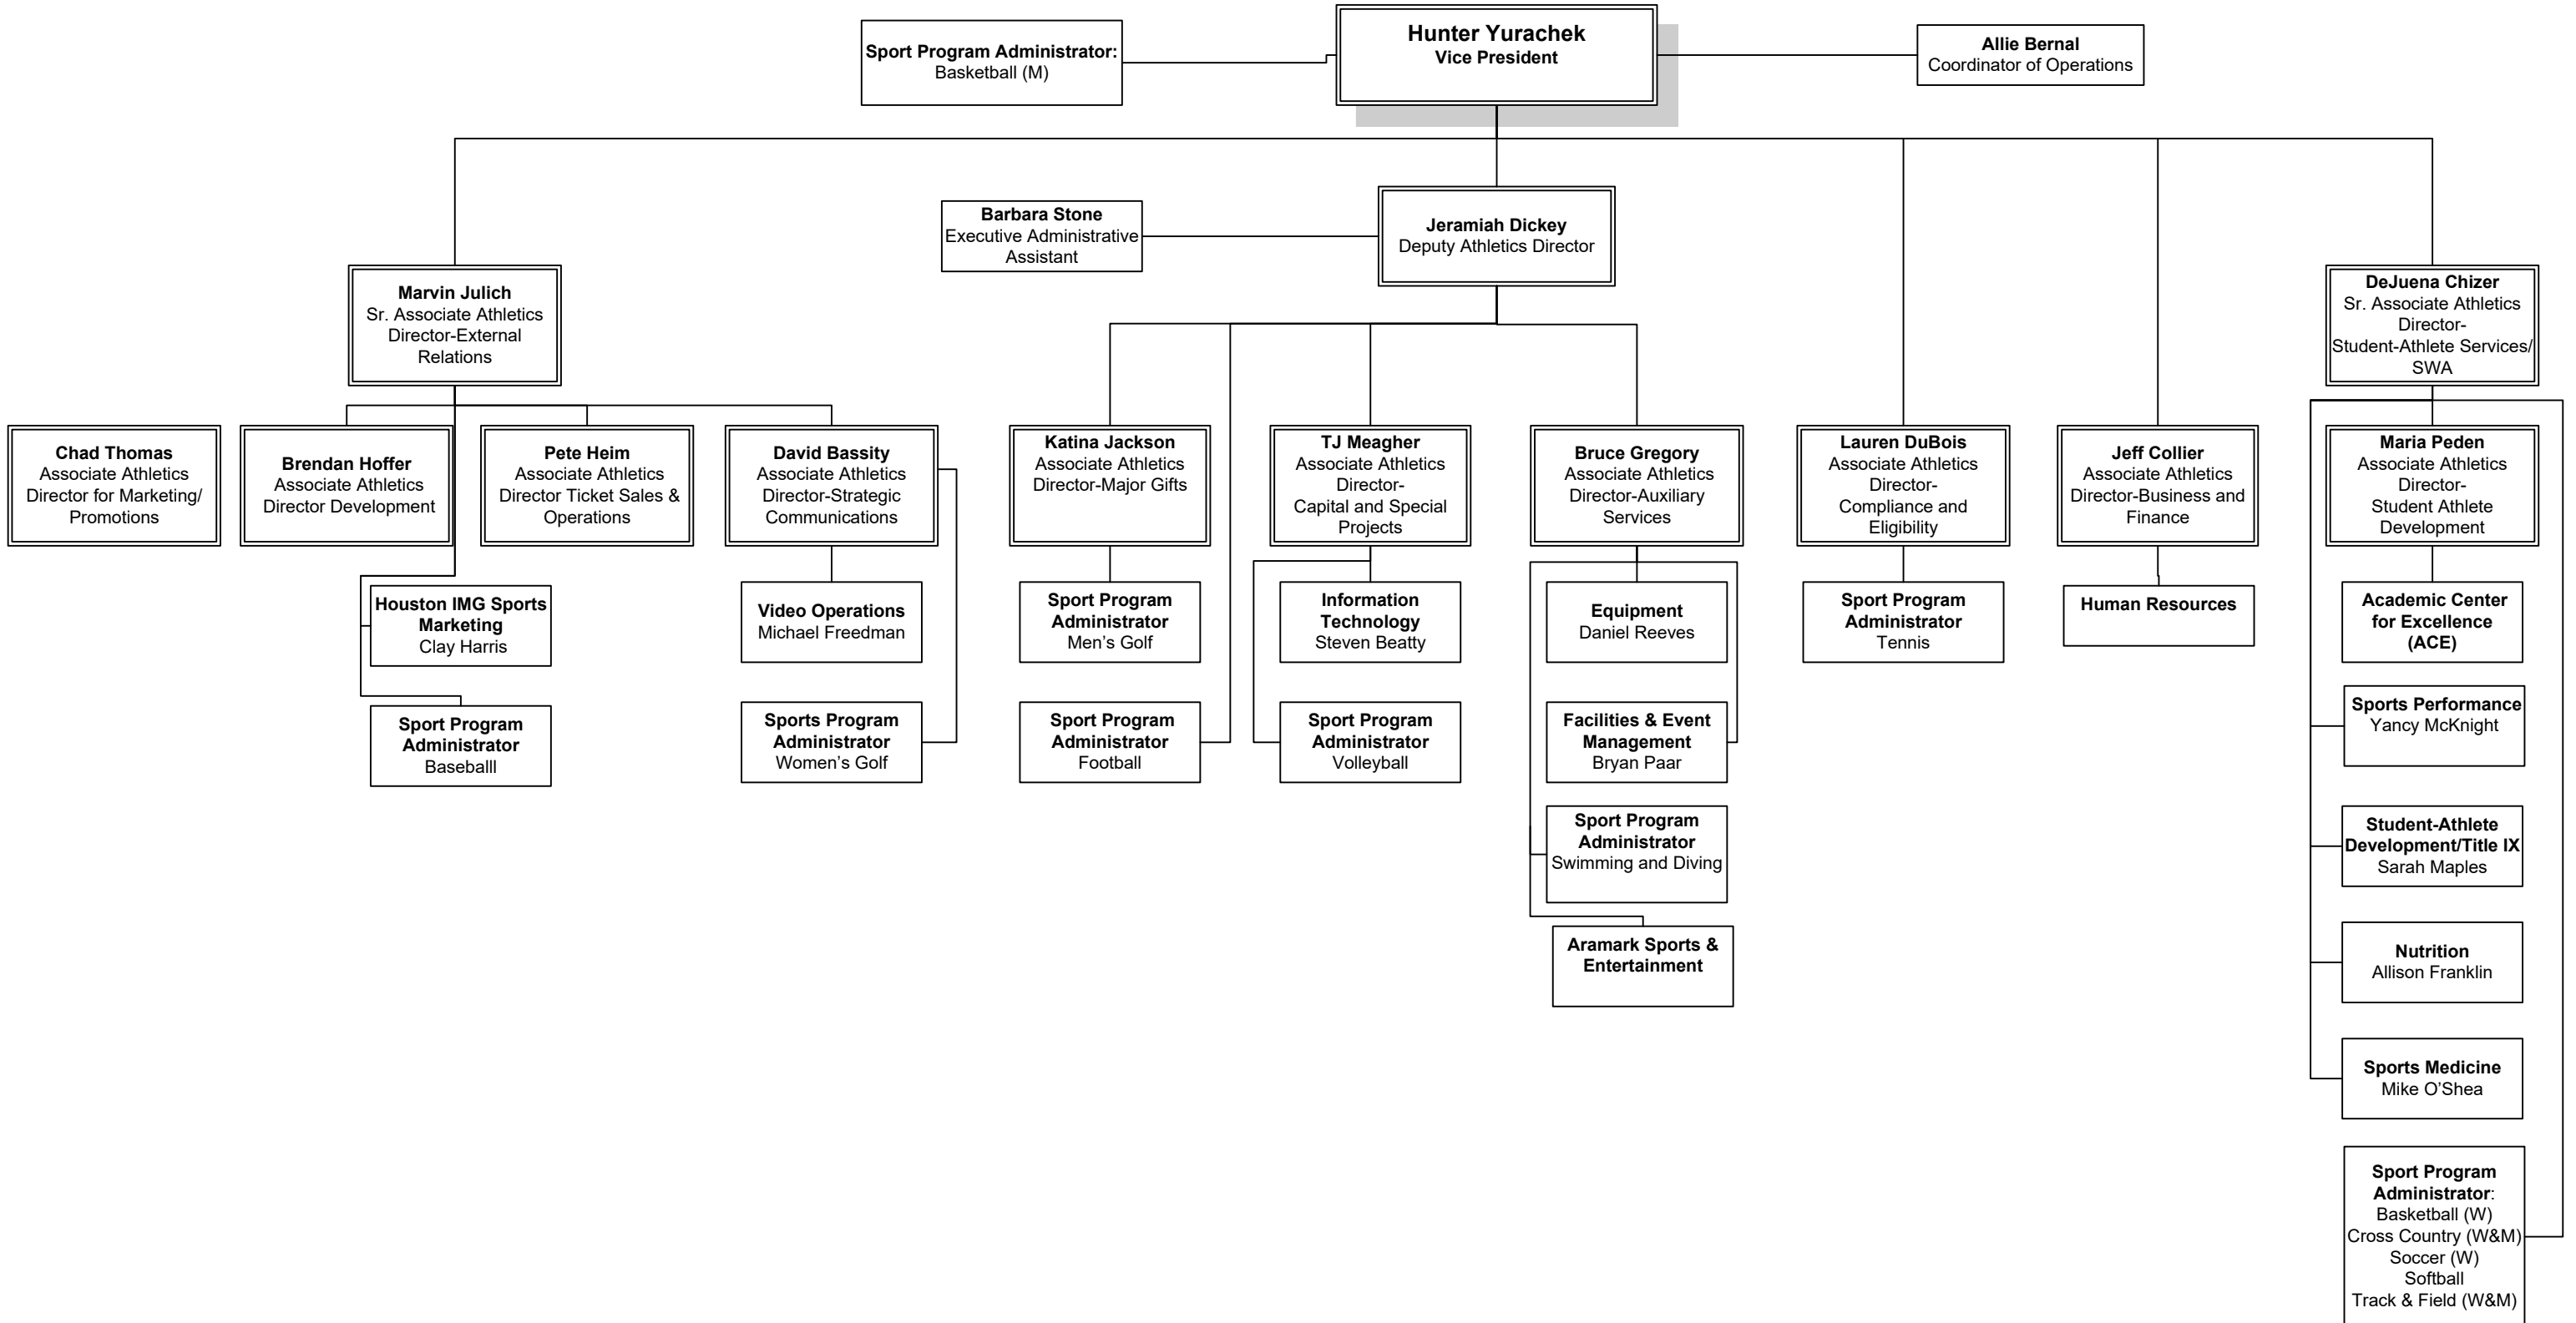 Sport Program Administrator:
Basketball (M)
Hunter Yurachek
Vice President
Allie Bernal
Coordinator of Operations
Barbara Stone
Executive Administrative
Assistant
Jeramiah Dickey
Deputy Athletics Director
Marvin Julich
Sr. Associate Athletics
Director-External
Relations
DeJuena Chizer
Sr. Associate Athletics
Director-
Student-Athlete Services/
SWA
Chad Thomas
Associate Athletics
Director for Marketing/
Promotions
Brendan Hoffer
Associate Athletics
Director Development
Pete Heim
Associate Athletics
Director Ticket Sales &
Operations
David Bassity
Associate Athletics
Director-Strategic
Communications
Katina Jackson
Associate Athletics
Director-Major Gifts
TJ Meagher
Associate Athletics
Director-
Capital and Special
Projects
Bruce Gregory
Associate Athletics
Director-Auxiliary
Services
Lauren DuBois
Associate Athletics
Director-
Compliance and
Eligibility
Jeff Collier
Associate Athletics
Director-Business and
Finance
Maria Peden
Associate Athletics
Director-
Student Athlete
Development
Houston IMG Sports
Marketing
Clay Harris
Video Operations
Michael Freedman
Sport Program
Administrator
Men's Golf
Information
Technology
Steven Beatty
Equipment
Daniel Reeves
Sport Program
Administrator
Tennis
Human Resources
Academic Center
for Excellence
(ACE)
Sport Program
Administrator
Baseballl
Sports Program
Administrator
Women's Golf
Sport Program
Administrator
Football
Sport Program
Administrator
Volleyball
Facilities & Event
Management
Bryan Paar
Sports Performance
Yancy McKnight
Sport Program
Administrator
Swimming and Diving
Student-Athlete
Development/Title IX
Sarah Maples
Aramark Sports &
Entertainment
Nutrition
Allison Franklin
Sports Medicine
Mike O'Shea
Sport Program
Administrator:
Basketball (W)
Cross Country (W&M)
Soccer (W)
Softball
Track & Field (W&M)